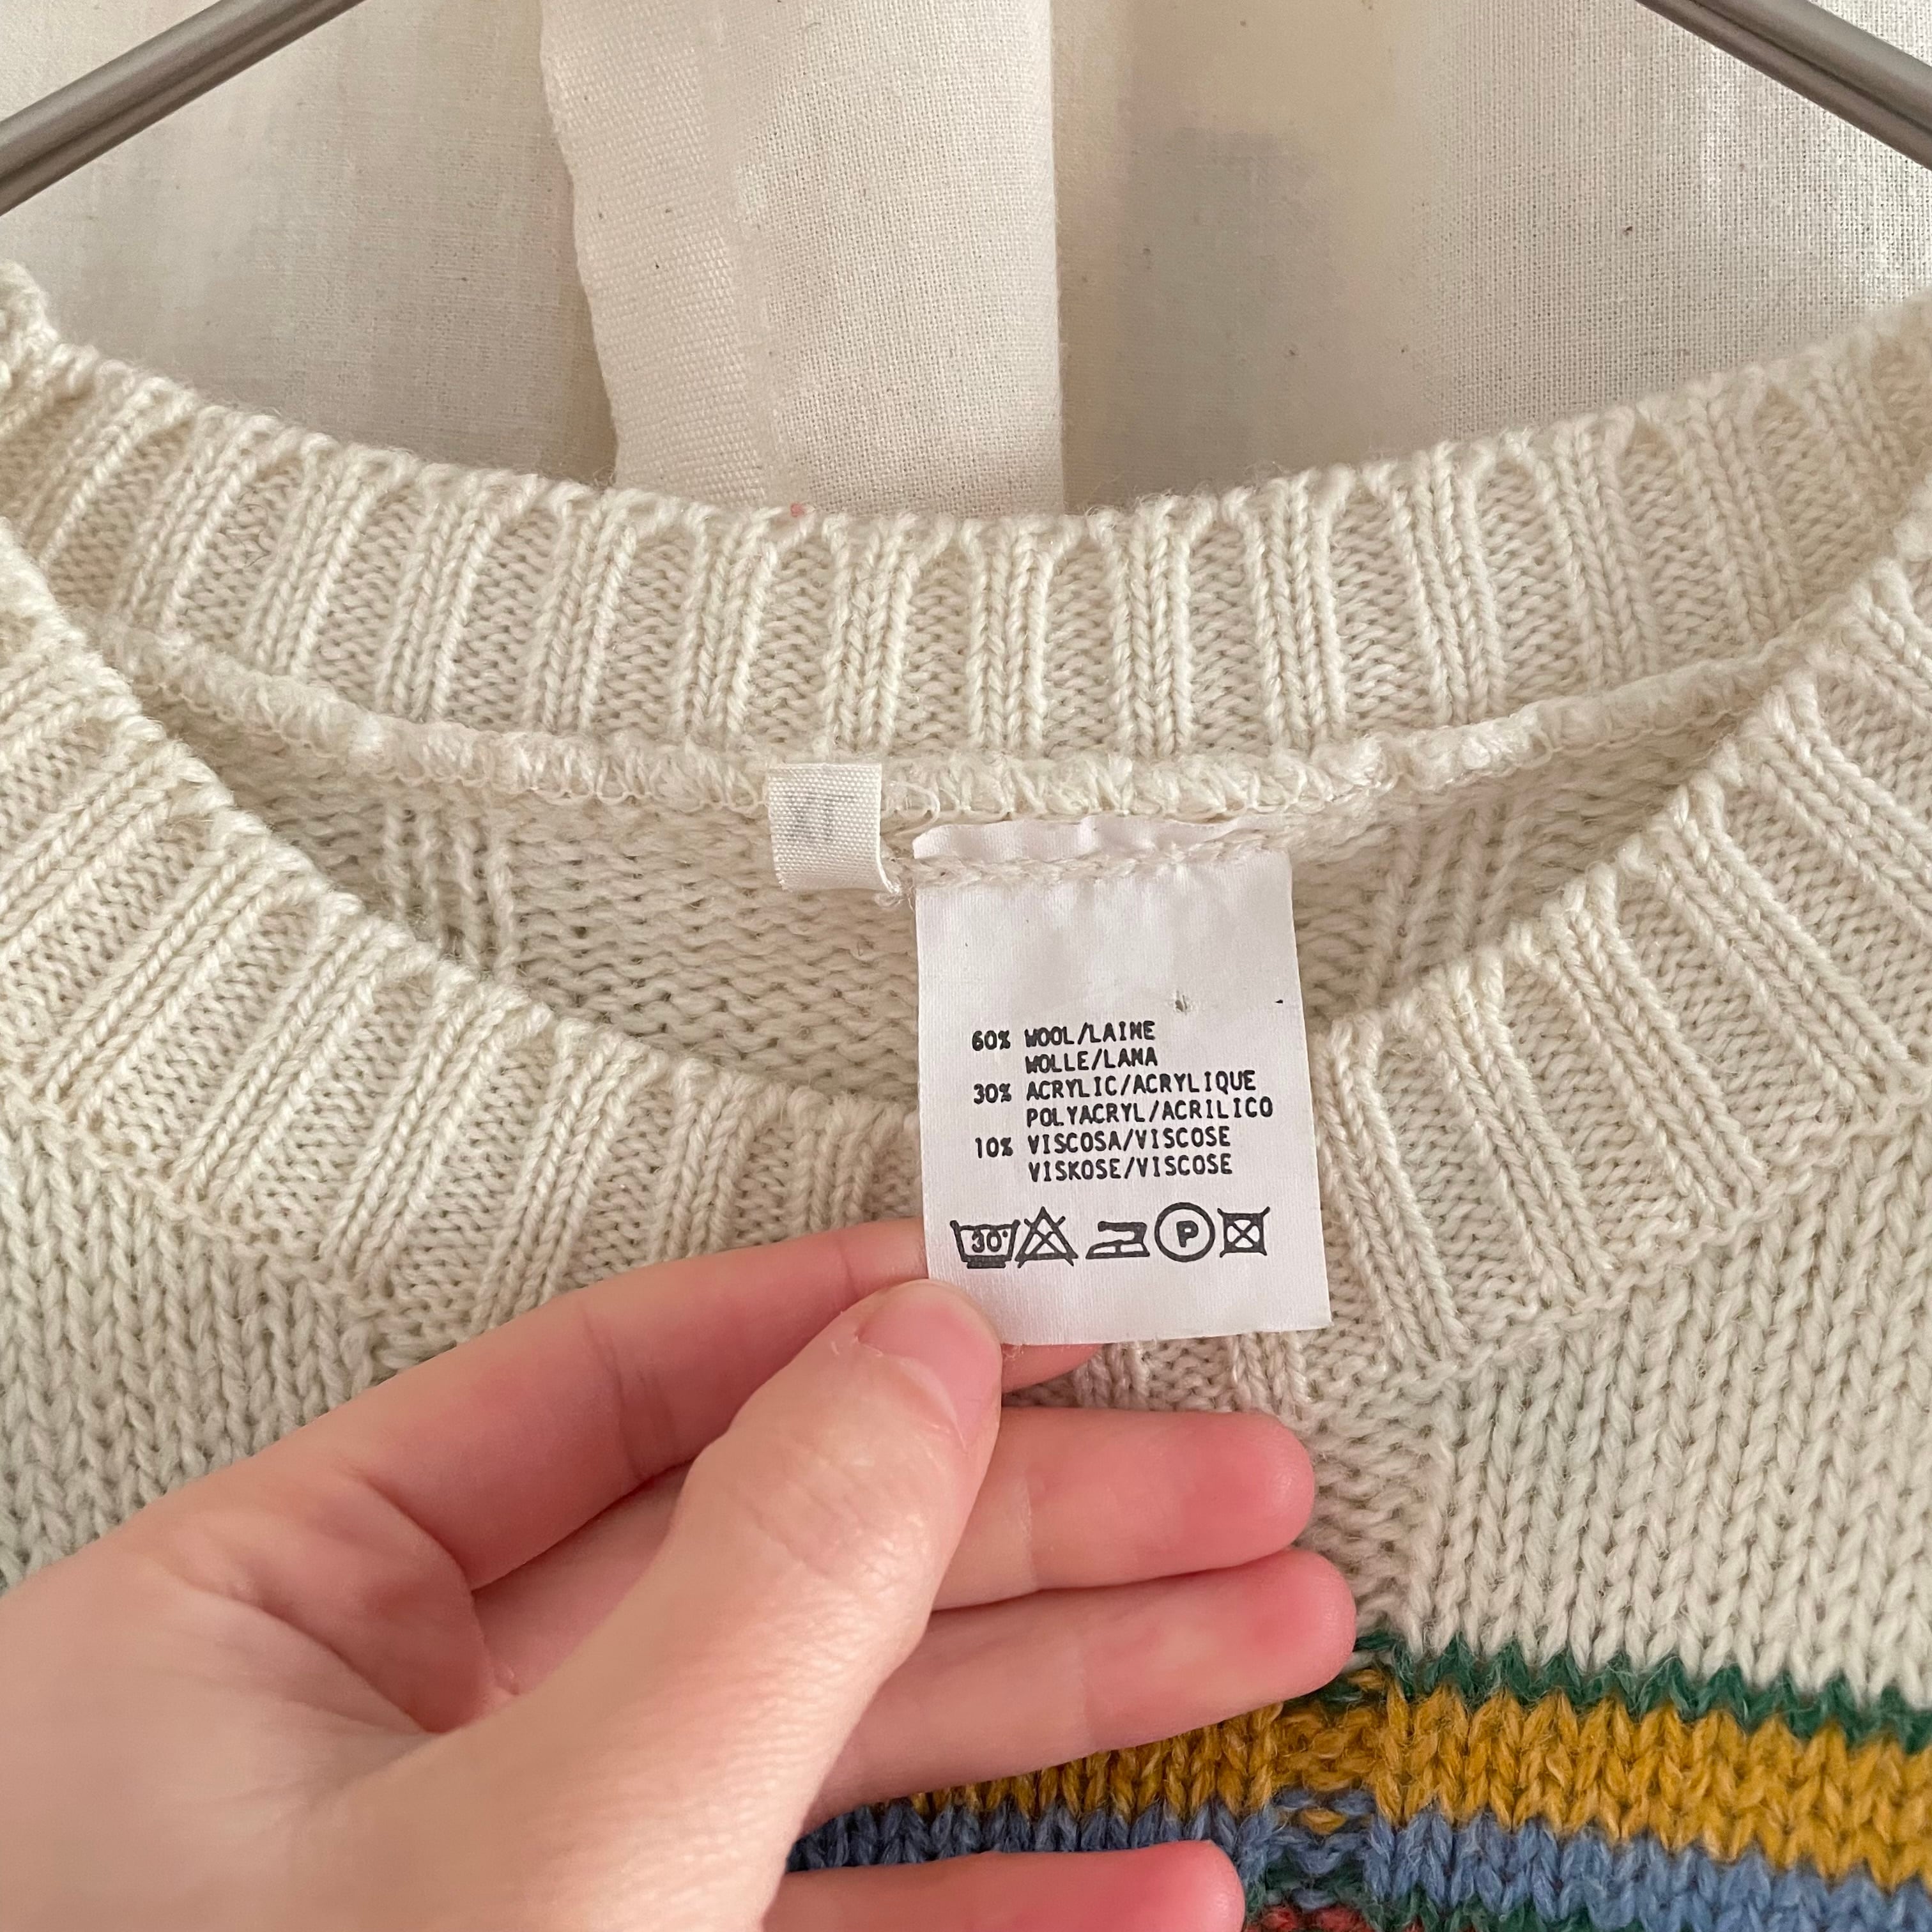 60% WOOL/LAINE
WOLLE/LANA
30% ACRYLIC/ACRYLIQUE
POLYACRYL/ACRILICO
10% VISCOSA/VISCOSE
VISKOSE/VISCOSE
30° P